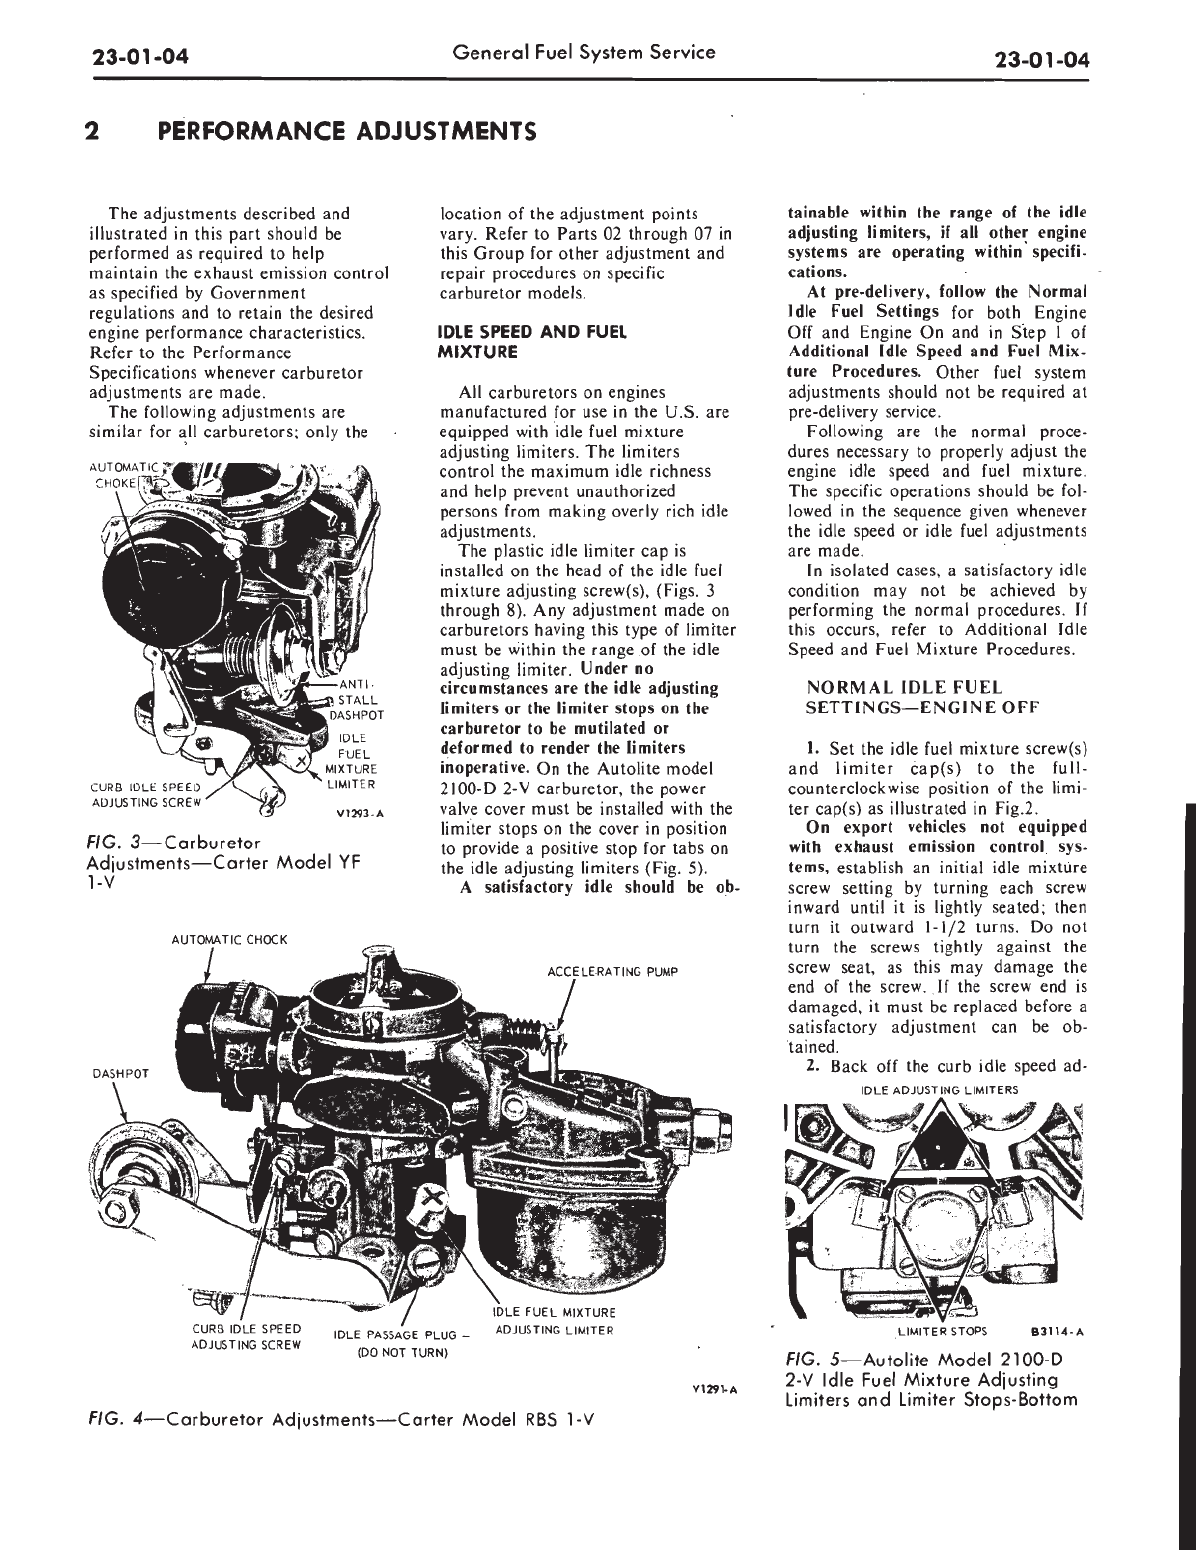 23-01-04
General Fuel System Service
23-01-04
2 PERFORMANCE ADJUSTMENTS
The adjustments described and
illustrated in this part should be
performed as required to help
maintain the exhaust emission control
as specified by Government
regulations and to retain the desired
engine performance characteristics.
Refer to the Performance
Specifications whenever carburetor
adjustments are made.
The following adjustments are
similar for all carburetors; only the
AUTOMATIC
CHOKE
ANTI-
STALL
DASHPOT
IDLE
FUEL
MIXTURE
LIMITER
CURB IDLE SPEED
ADJUSTING SCREW
V1293-A
FIG. 3—Carburetor
Adjustments—Carter Model YF
1-V
location of the adjustment points
vary. Refer to Parts 02 through 07 in
this Group for other adjustment and
repair procedures on specific
carburetor models.
IDLE SPEED AND FUEL
MIXTURE
All carburetors on engines
manufactured for use in the U.S. are
equipped with idle fuel mixture
adjusting limiters. The limiters
control the maximum idle richness
and help prevent unauthorized
persons from making overly rich idle
adjustments.
The plastic idle limiter cap is
installed on the head of the idle fuel
mixture adjusting screw(s), (Figs. 3
through 8). Any adjustment made on
carburetors having this type of limiter
must be within the range of the idle
adjusting limiter. Under no
circumstances are the idle adjusting
limiters or the limiter stops on the
carburetor to be mutilated or
deformed to render the limiters
inoperative. On the Autolite model
2100-D 2-V carburetor, the power
valve cover must be installed with the
limiter stops on the cover in position
to provide a positive stop for tabs on
the idle adjusting limiters (Fig. 5).
A satisfactory idle should be ob-
AUTOMATIC CHOCK
ACCELERATING PUMP
DASHPOT
CURB IDLE SPEED
ADJUSTING SCREW
IDLE PASSAGE PLUG –
(DO NOT TURN)
IDLE FUEL MIXTURE
ADJUSTING LIMITER
V1291-A
FIG. 4—Carburetor Adjustments—Carter Model RBS 1-V
tainable within the range of the idle
adjusting limiters, if all other engine
systems are operating within specifi-
cations.
At pre-delivery, follow the Normal
Idle Fuel Settings for both Engine
Off and Engine On and in Step 1 of
Additional Idle Speed and Fuel Mix-
ture Procedures. Other fuel system
adjustments should not be required at
pre-delivery service.
Following are the normal proce-
dures necessary to properly adjust the
engine idle speed and fuel mixture.
The specific operations should be fol-
lowed in the sequence given whenever
the idle speed or idle fuel adjustments
are made.
In isolated cases, a satisfactory idle
condition may not be achieved by
performing the normal procedures. If
this occurs, refer to Additional Idle
Speed and Fuel Mixture Procedures.
NORMAL IDLE FUEL
SETTINGS—ENGINE OFF
1. Set the idle fuel mixture screw(s)
and limiter cap(s) to the full-
counterclockwise position of the limi-
ter cap(s) as illustrated in Fig.2.
On export vehicles not equipped
with exhaust emission control sys-
tems, establish an initial idle mixture
screw setting by turning each screw
inward until it is lightly seated; then
turn it outward 1-1/2 turns. Do not
turn the screws tightly against the
screw seat, as this may damage the
end of the screw. If the screw end is
damaged, it must be replaced before a
satisfactory adjustment can be ob-
tained.
2. Back off the curb idle speed ad-
IDLE ADJUSTING LIMITERS
LIMITER STOPS
B3114-A
FIG. 5—Autolite Model 2100-D
2-V Idle Fuel Mixture Adjusting
Limiters and Limiter Stops-Bottom